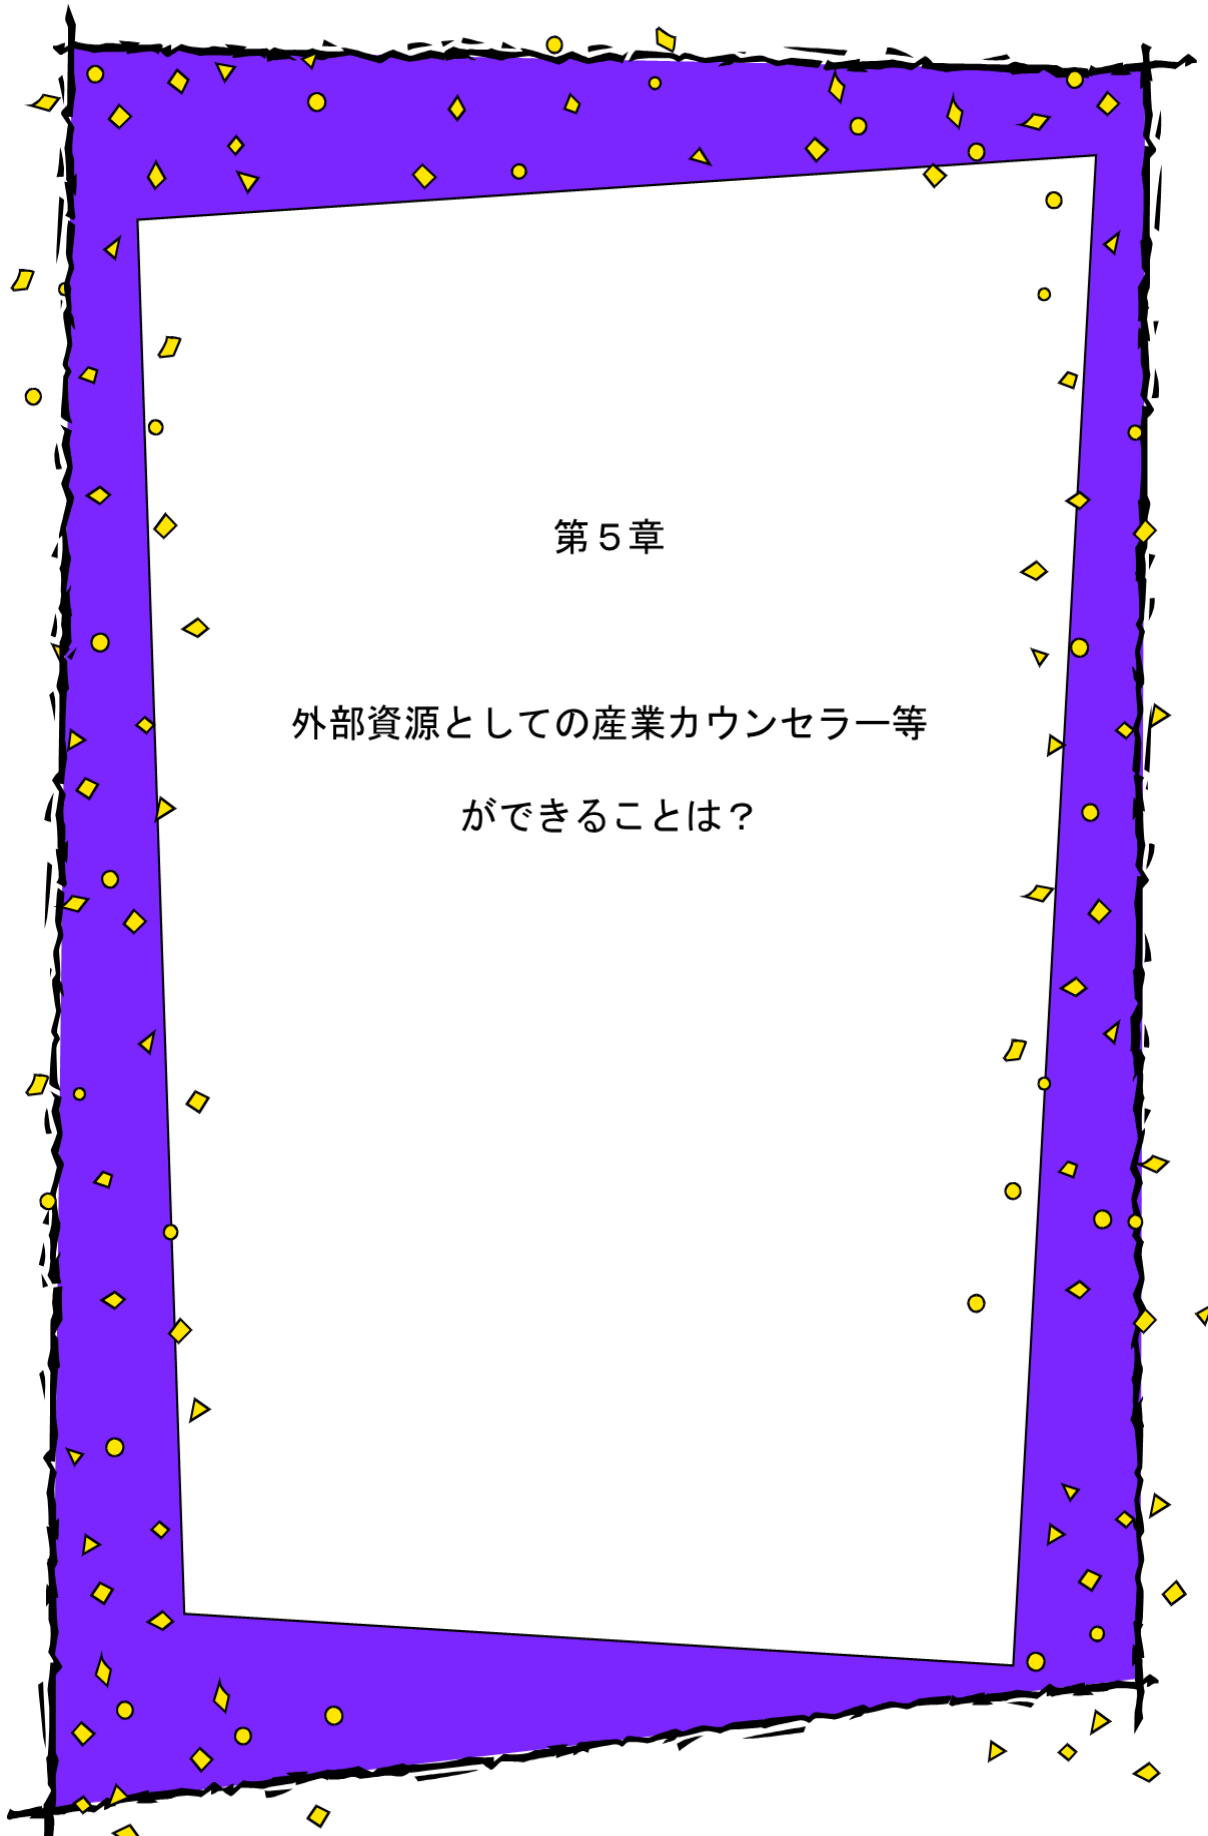 第５章
外部資源としての産業カウンセラー等
ができることは？